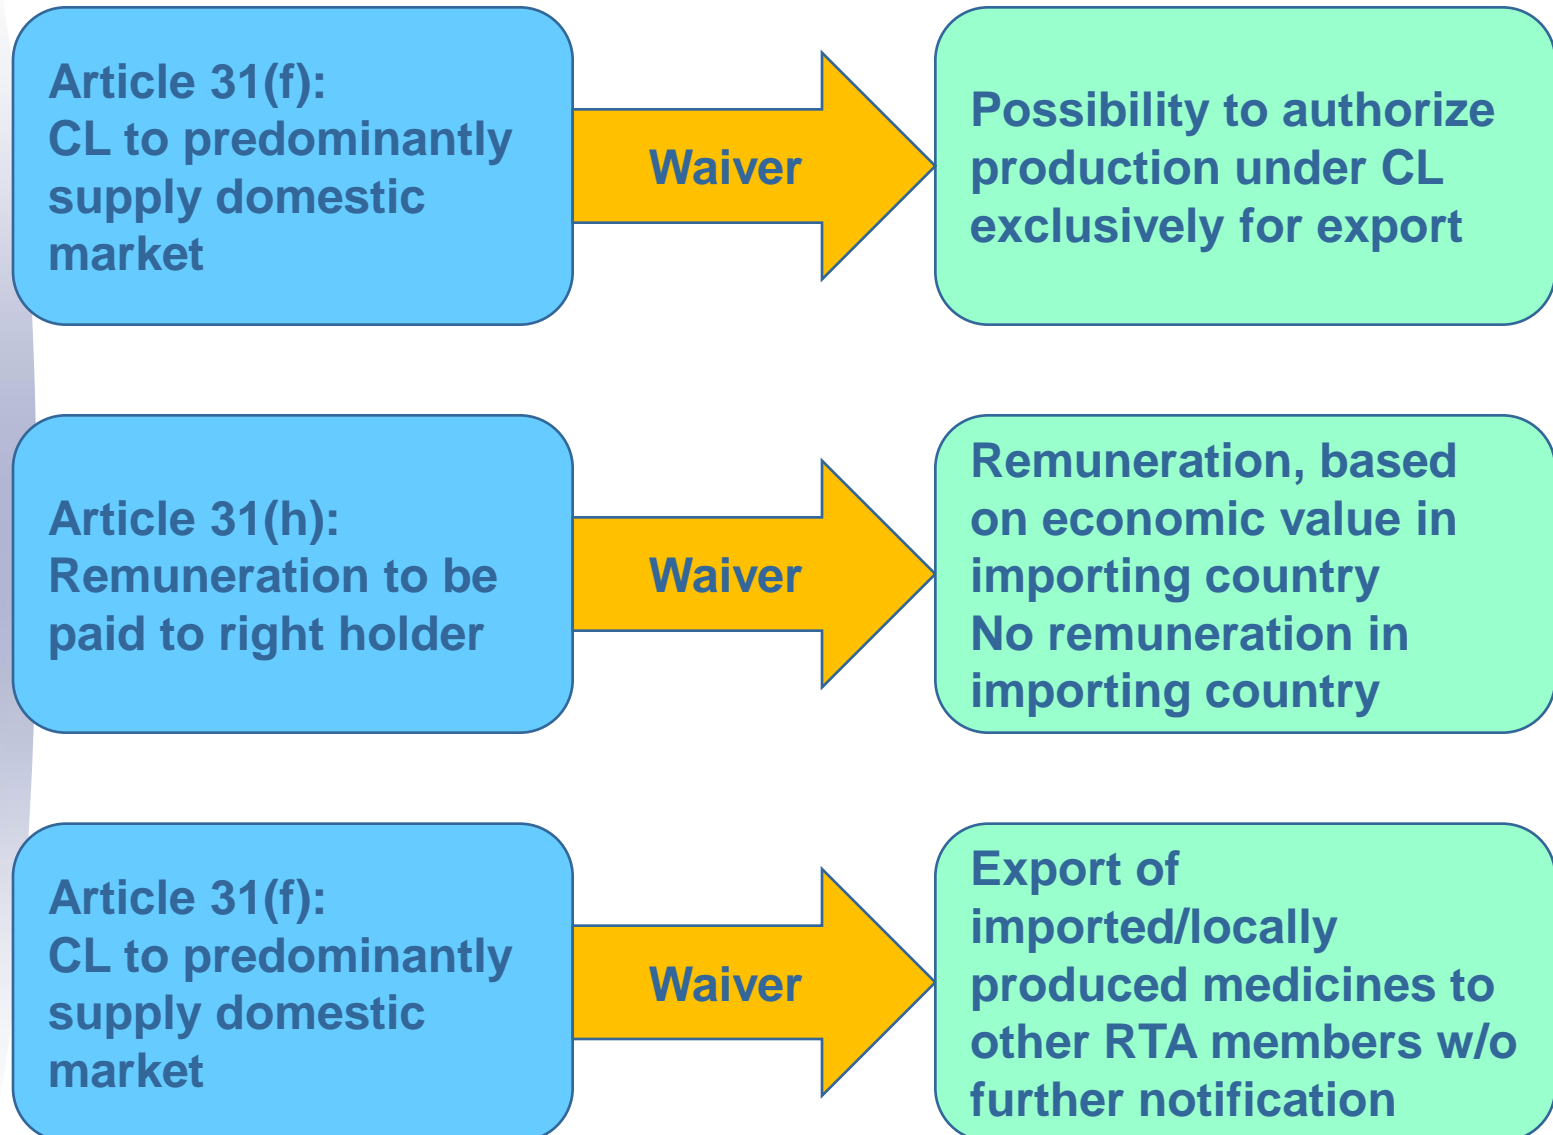 Article 31(f):
CL to predominantly
supply domestic
market
Waiver
Possibility to authorize
production under CL
exclusively for export
Article 31(h):
Remuneration to be
paid to right holder
Waiver
Remuneration, based
on economic value in
importing country
No remuneration in
importing country
Article 31(f):
CL to predominantly
supply domestic
market
Waiver
Export of
imported/locally
produced medicines to
other RTA members w/o
further notification